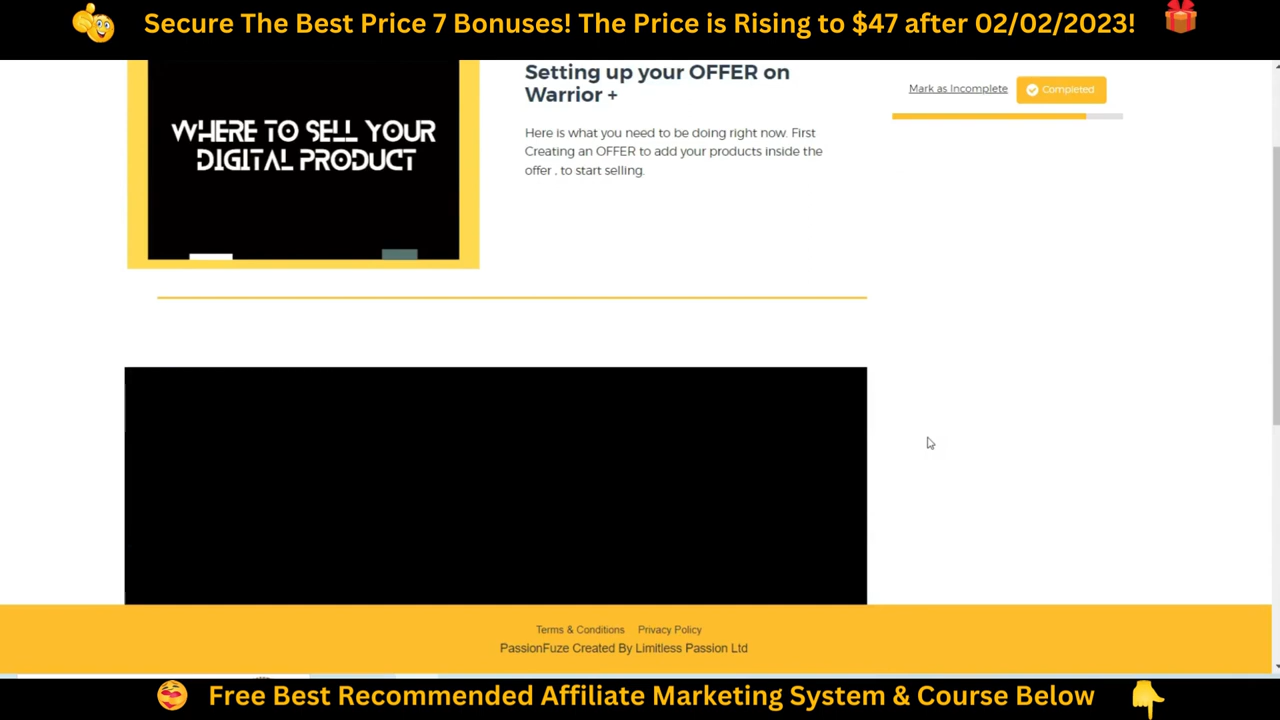 Secure The Best Price 7 Bonuses! The Price is Rising to $47 after 02/02/2023!
WHERE TO SELL YOUR
DIGITAL PRODUCT
Setting up your OFFER on
Warrior +
Here is what you need to be doing right now. First
Creating an OFFER to add your products inside the
offer , to start selling.
Mark as Incomplete
Completed
Terms & Conditions Privacy Policy
PassionFuze Created By Limitless Passion Ltd
Free Best Recommended Affiliate Marketing System & Course Below